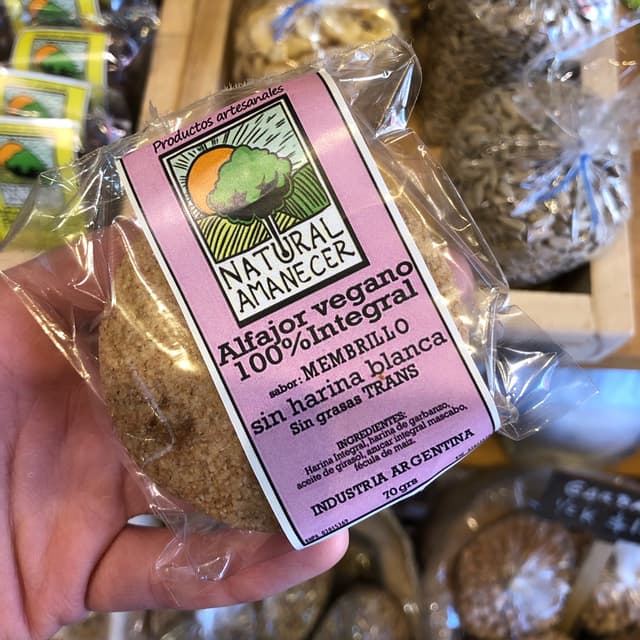 Productos artesanales
NATURAL
AMANECER
Alfajor vegano
100% Integral
sabor: MEMBRILLO
sin harina blanca
Sin grasas TRANS
INGREDIENTES:
Harina Integral, harina de garbanzo,
aceite de girasol, azúcar integral mascabo,
fécula de maíz.
INDUSTRIA ARGENTINA
70 grs